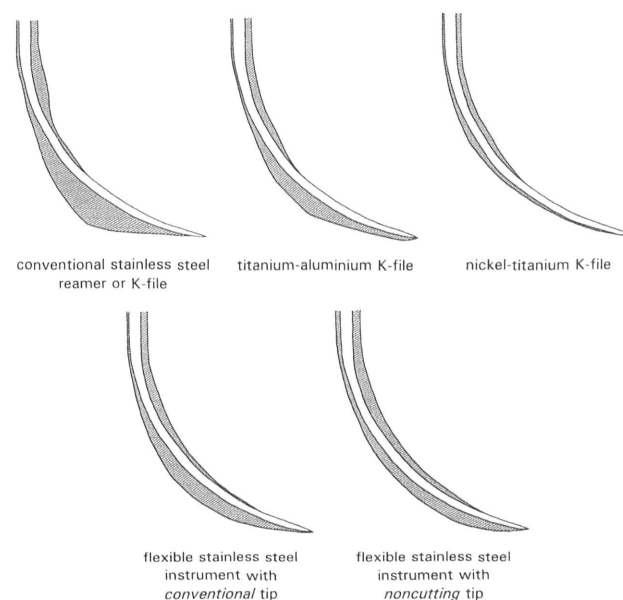 conventional stainless steel
reamer or K-file
titanium-aluminium K-file
nickel-titanium K-file
flexible stainless steel
instrument with
conventional tip
flexible stainless steel
instrument with
noncutting tip